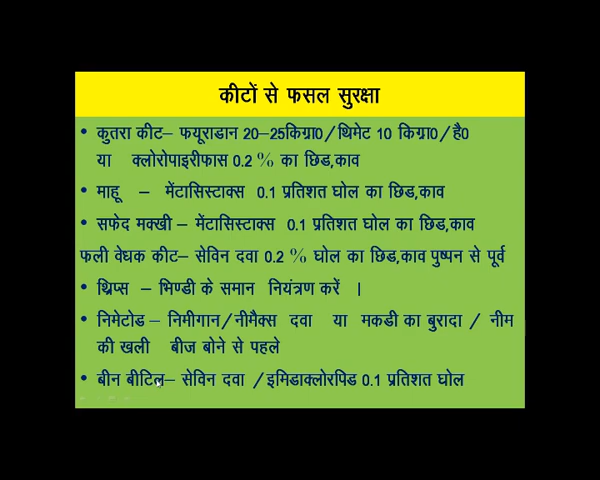 कीटों से फसल सुरक्षा
• कुतरा कीट– फयूराडान 20–25किग्रा0/थिमेट 10 किग्रा0/है0
या क्लोरोपाइरीफास 0.2 % का छिड,काव
• माहू – मेंटासिस्टाक्स 0.1 प्रतिशत घोल का छिड,काव
• सफेद मक्खी – मेंटासिस्टाक्स 0.1 प्रतिशत घोल का छिड,काव
फली वेधक कीट– सेविन दवा 0.2 % घोल का छिड,काव पुष्पन से पूर्व
• थ्रिप्स – भिण्डी के समान नियंत्रण करें ।
• निमेटोड – निमीगान/नीमैक्स दवा या मकडी का बुरादा / नीम
की खली बीज बोने से पहले
• बीन बीटिल– सेविन दवा /इमिडाक्लोरपिड 0.1 प्रतिशत घोल